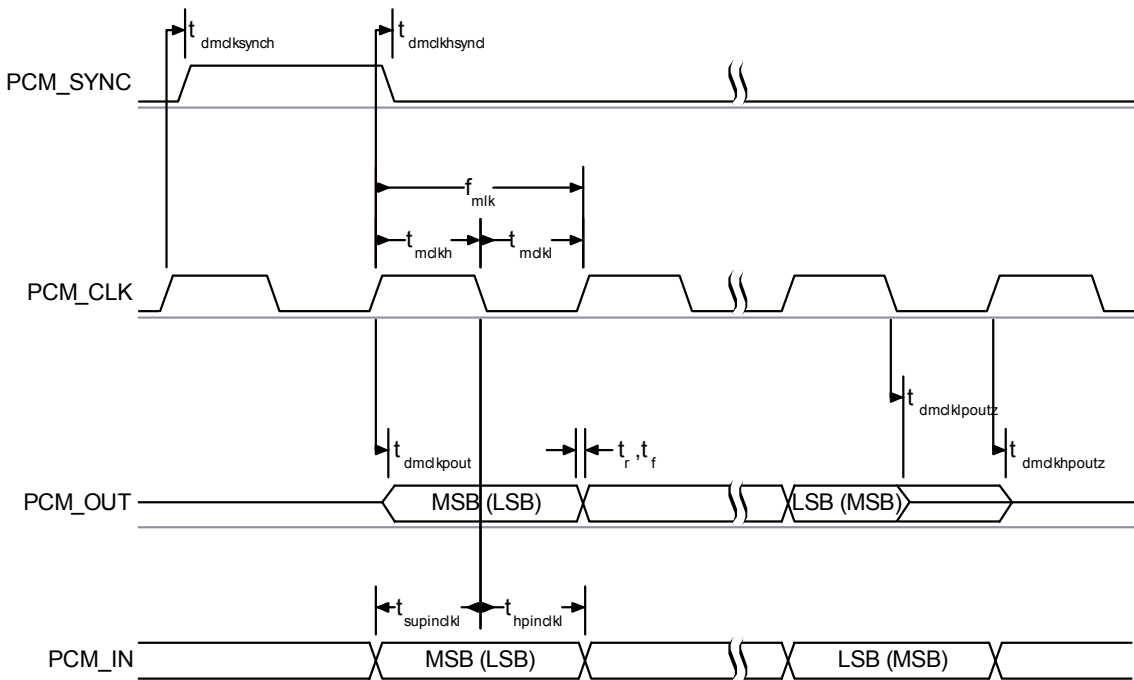 t dmclksynch
t dmclkhsyncl
PCM_SYNC
f mlk
t mclkh
t mclkl
PCM_CLK
t dmclklpoutz
t dmclkpout
t r ,t f
t dmclkhpoutz
PCM_OUT
MSB (LSB)
LSB (MSB)
t supinclkl
t hpinclkl
PCM_IN
MSB (LSB)
LSB (MSB)